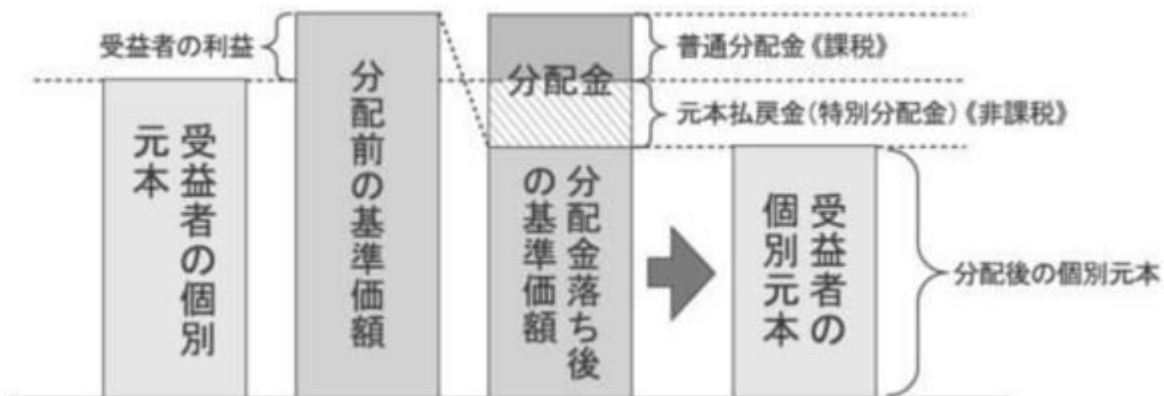 受益者の利益
普通分配金《課税》
元本払戻金(特別分配金)《非課税》
受益者の個別
元本
分配前の基準価額
分配金
分配金落ち後
の基準価額
受益者の
個別元本
分配後の個別元本